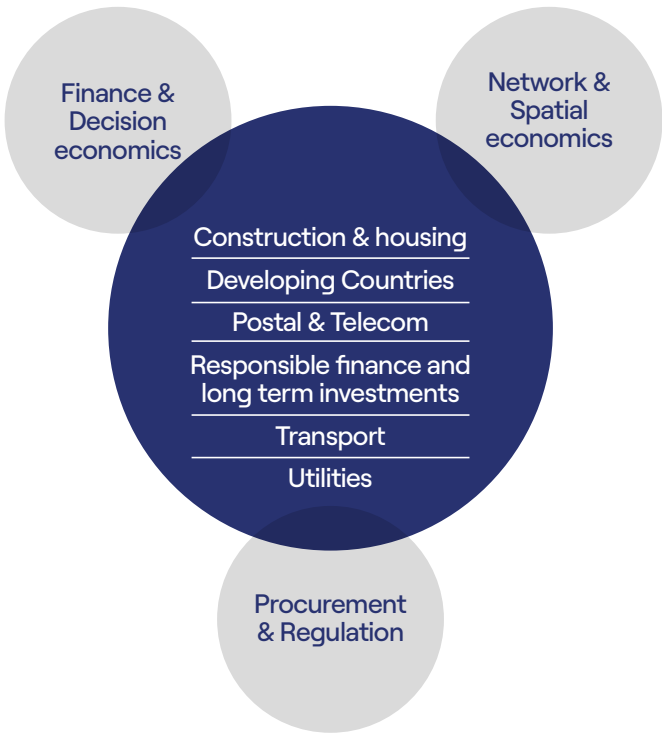 Finance &
Decision
economics
Network &
Spatial
economics
Construction & housing
Developing Countries
Postal & Telecom
Responsible finance and
long term investments
Transport
Utilities
Procurement
& Regulation